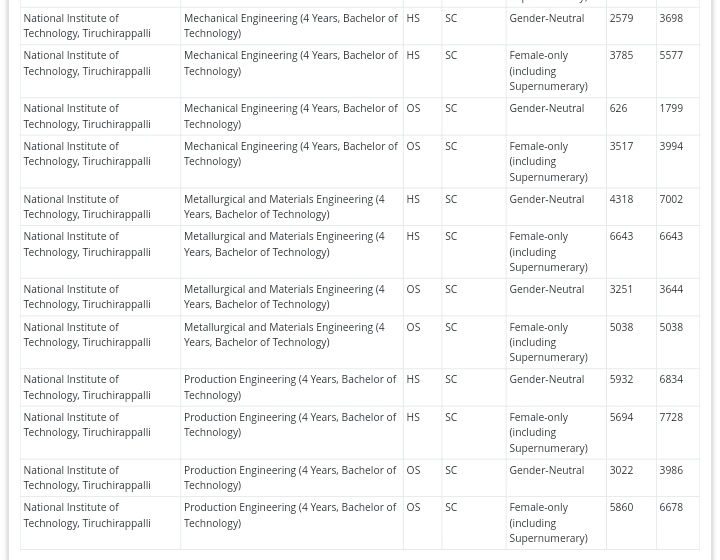 National Institute of Mechanical Engineering (4 Years, Bachelor of HS SC Gender-Neutral 2579 3698
Technology, Tiruchirappalli Technology)
National Institute of Mechanical Engineering (4 Years, Bachelor of HS SC Female-only 3785 5577
Technology, Tiruchirappalli Technology) (including
Supernumerary)
National Institute of Mechanical Engineering (4 Years, Bachelor of OS SC Gender-Neutral 626 1799
Technology, Tiruchirappalli Technology)
National Institute of Mechanical Engineering (4 Years, Bachelor of OS SC Female-only 3517 3994
Technology, Tiruchirappalli Technology) (including
Supernumerary)
National Institute of Metallurgical and Materials Engineering (4 HS SC Gender-Neutral 4318 7002
Technology, Tiruchirappalli Years, Bachelor of Technology)
National Institute of Metallurgical and Materials Engineering (4 HS SC Female-only 6643 6643
Technology, Tiruchirappalli Years, Bachelor of Technology) (including
Supernumerary)
National Institute of Metallurgical and Materials Engineering (4 OS SC Gender-Neutral 3251 3644
Technology, Tiruchirappalli Years, Bachelor of Technology)
National Institute of Metallurgical and Materials Engineering (4 OS SC Female-only 5038 5038
Technology, Tiruchirappalli Years, Bachelor of Technology) (including
Supernumerary)
National Institute of Production Engineering (4 Years, Bachelor of HS SC Gender-Neutral 5932 6834
Technology, Tiruchirappalli Technology)
National Institute of Production Engineering (4 Years, Bachelor of HS SC Female-only 5694 7728
Technology, Tiruchirappalli Technology) (including
Supernumerary)
National Institute of Production Engineering (4 Years, Bachelor of OS SC Gender-Neutral 3022 3986
Technology, Tiruchirappalli Technology)
National Institute of Production Engineering (4 Years, Bachelor of OS SC Female-only 5860 6678
Technology, Tiruchirappalli Technology) (including
Supernumerary)